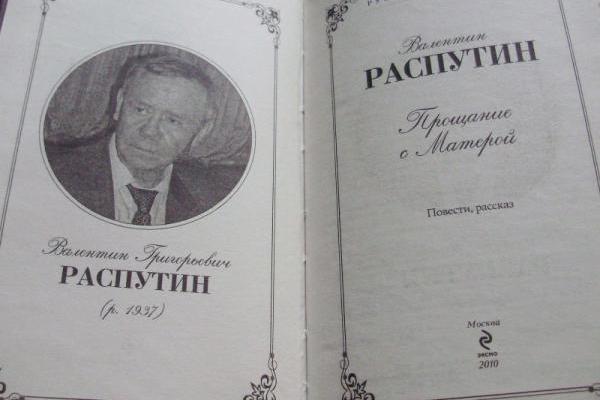 Валентин Григорьевич
РАСПУТИН
(р. 1937)
Валентин
РАСПУТИН
Прощание
с Матерой
Повести, рассказ
Москва
ЭКСМО
2010